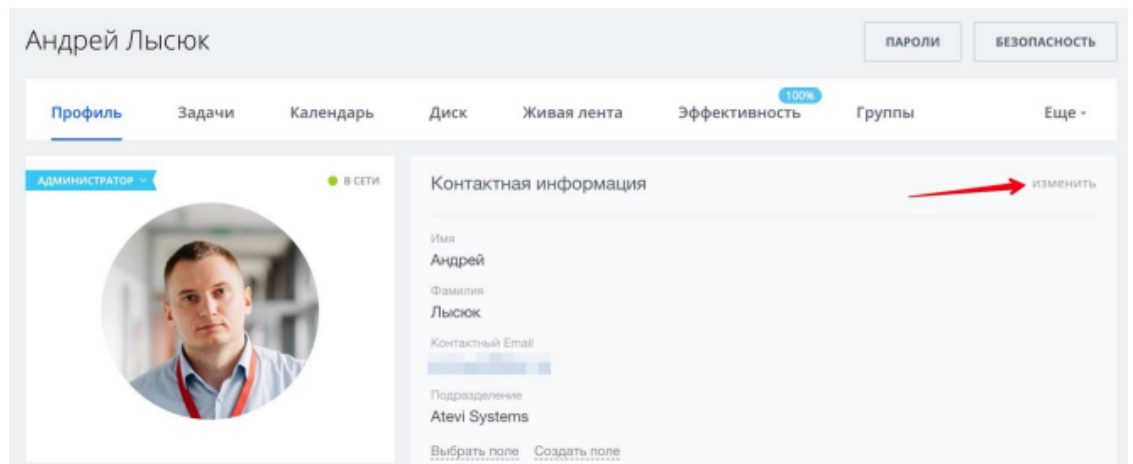 Андрей Лысюк
ПАРОЛИ
БЕЗОПАСНОСТЬ
Профиль
Задачи
Календарь
Диск
Живая лента
Эффективность
100%
Группы
Еще
АДМИНИСТРАТОР
В СЕТИ
Контактная информация
изменить
Имя
Андрей
Фамилия
Лысюк
Контактный Email
Подразделение
Atevi Systems
Выбрать поле Создать поле